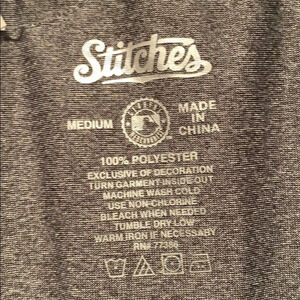 Stitches
MEDIUM
MADE
IN
CHINA
100% POLYESTER
EXCLUSIVE OF DECORATION
TURN GARMENT INSIDE OUT
MACHINE WASH COLD
USE NON-CHLORINE
BLEACH WHEN NEEDED
TUMBLE DRY LOW
WARM IRON IF NECESSARY
RN# 77386